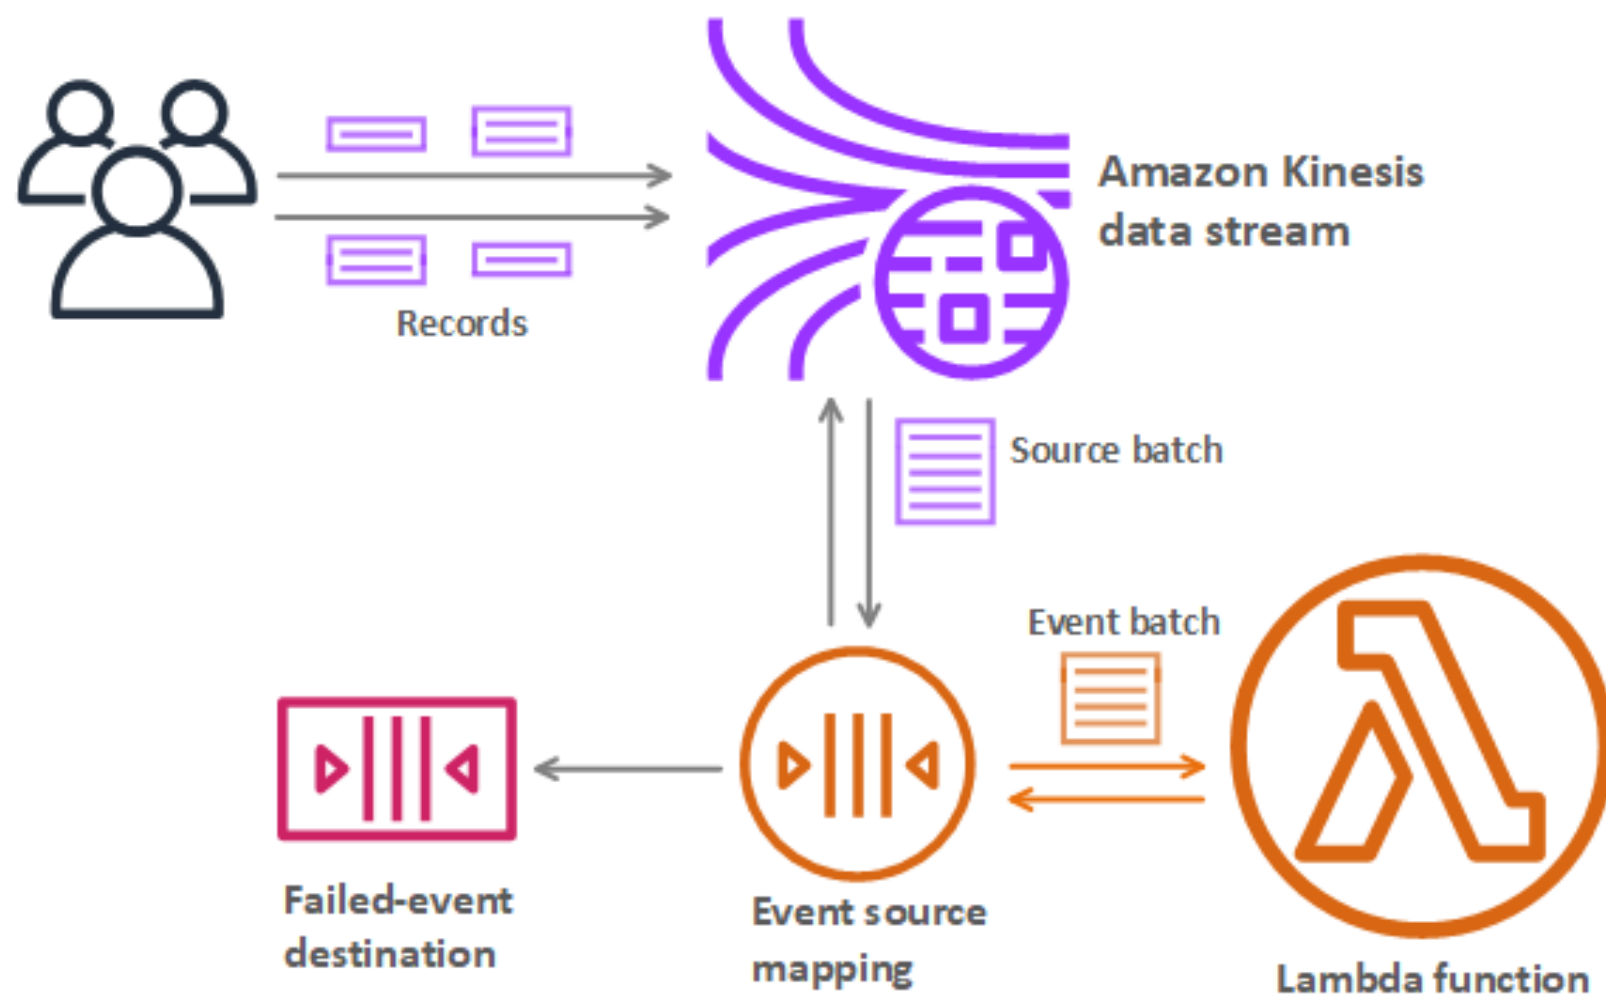 Amazon Kinesis
data stream
Records
Source batch
Event batch
Failed-event
destination
Event source
mapping
Lambda function